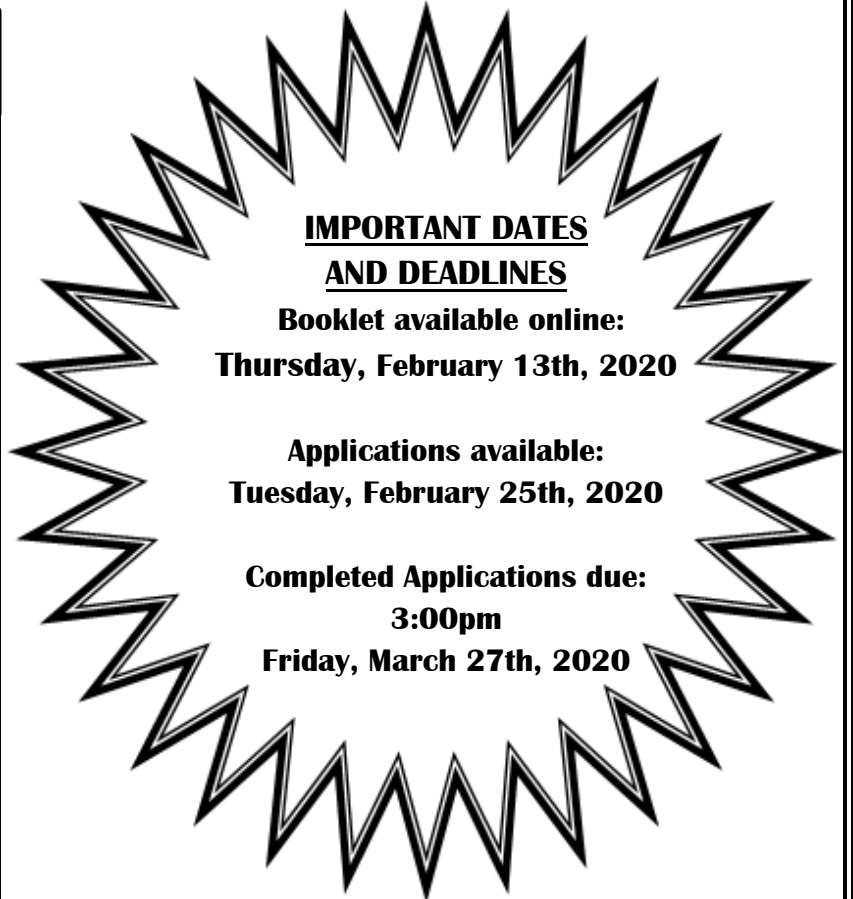 IMPORTANT DATES
AND DEADLINES
Booklet available online:
Thursday, February 13th, 2020
Applications available:
Tuesday, February 25th, 2020
Completed Applications due:
3:00pm
Friday, March 27th, 2020